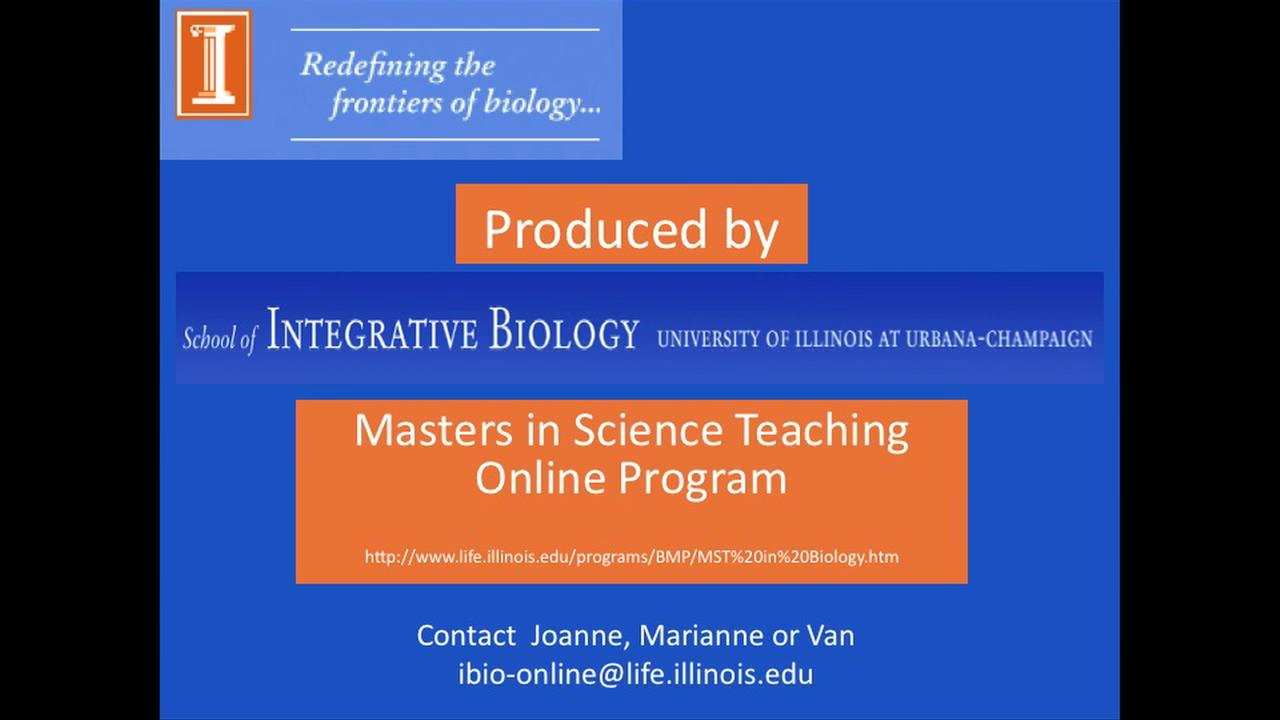 Redefining the
frontiers of biology...
Produced by
School of INTEGRATIVE BIOLOGY UNIVERSITY OF ILLINOIS AT URBANA-CHAMPAIGN
Masters in Science Teaching
Online Program
http://www.life.illinois.edu/programs/BMP/MST%20in%20Biology.htm
Contact Joanne, Marianne or Van
ibio-online@life.illinois.edu